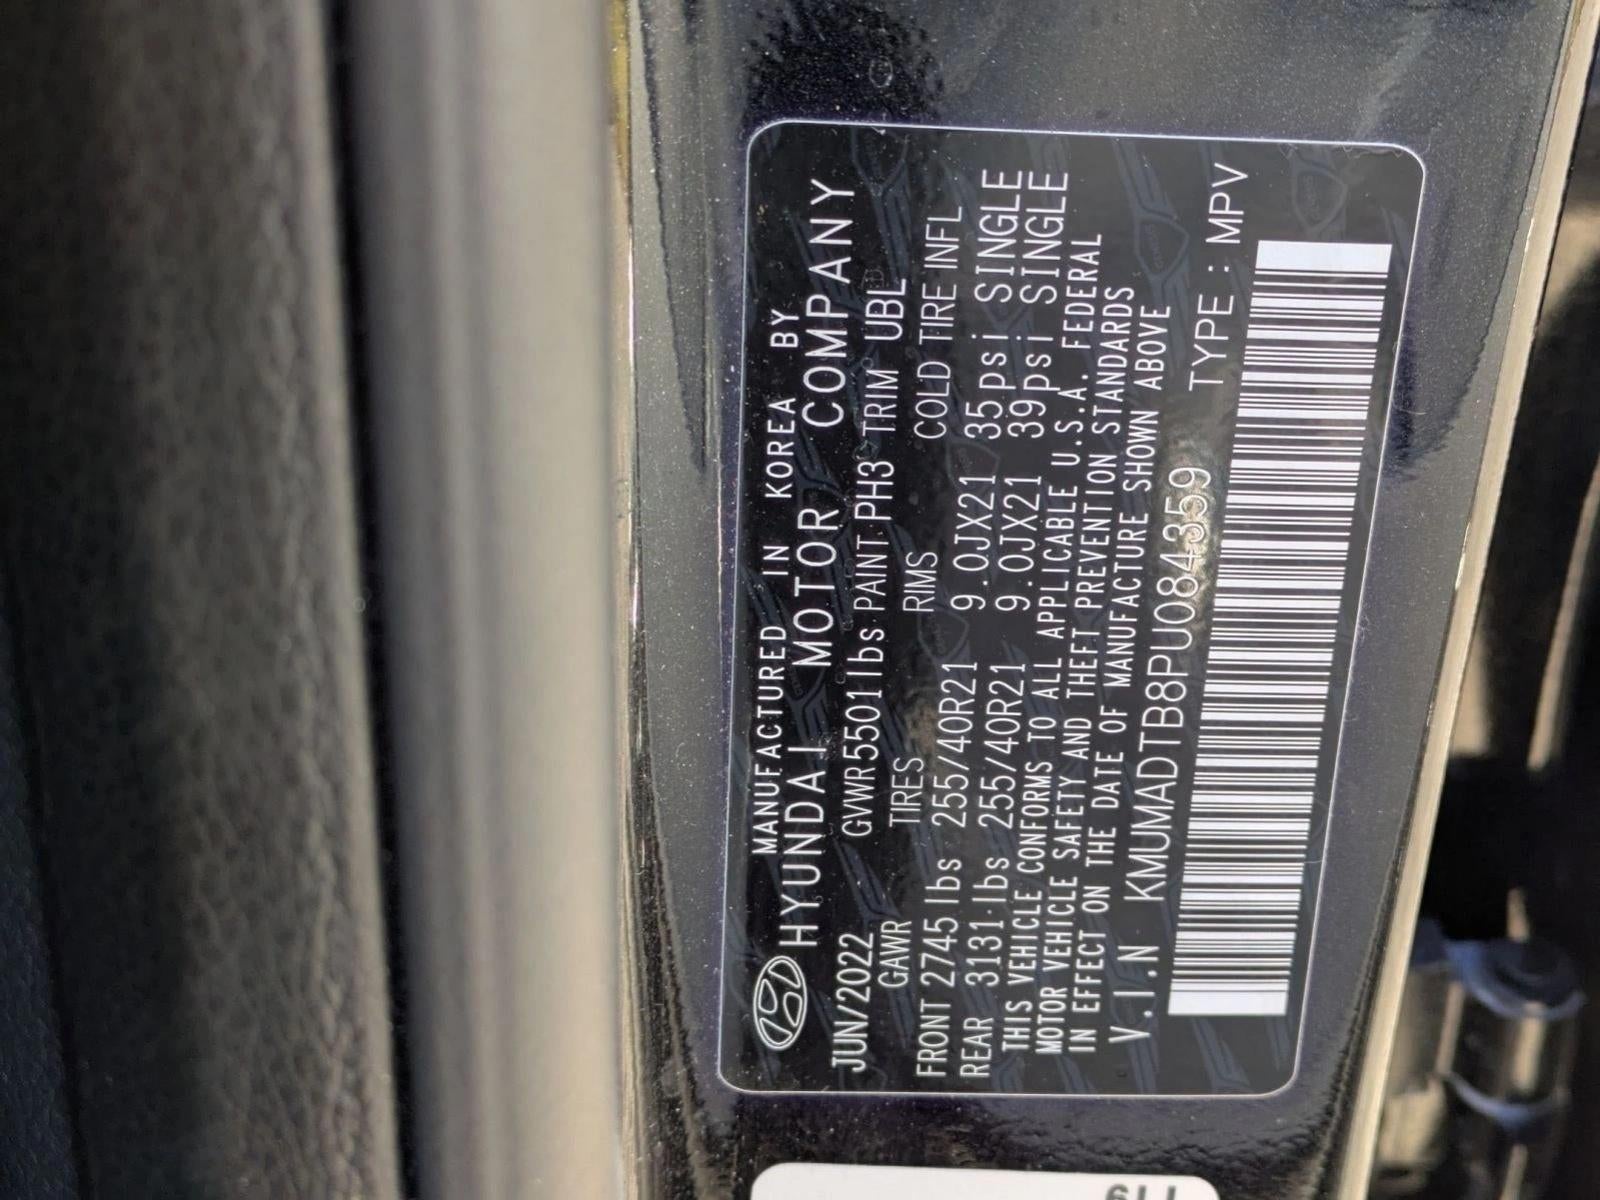 MANUFACTURED IN KOREA BY
HYUNDAI MOTOR COMPANY
JUN/2022 GVWR 5501 lbs PAINT PH3 TRIM UBL
GAWR TIRES RIMS COLD TIRE INFL
FRONT 2745 lbs 255/40R21 9.0JX21 35psi SINGLE
REAR 3131 lbs 255/40R21 9.0JX21 39psi SINGLE
THIS VEHICLE CONFORMS TO ALL APPLICABLE U.S.A. FEDERAL
MOTOR VEHICLE SAFETY AND THEFT PREVENTION STANDARDS
IN EFFECT ON THE DATE OF MANUFACTURE SHOWN ABOVE
V.I.N KMUMADTB8PU084359 TYPE : MPV